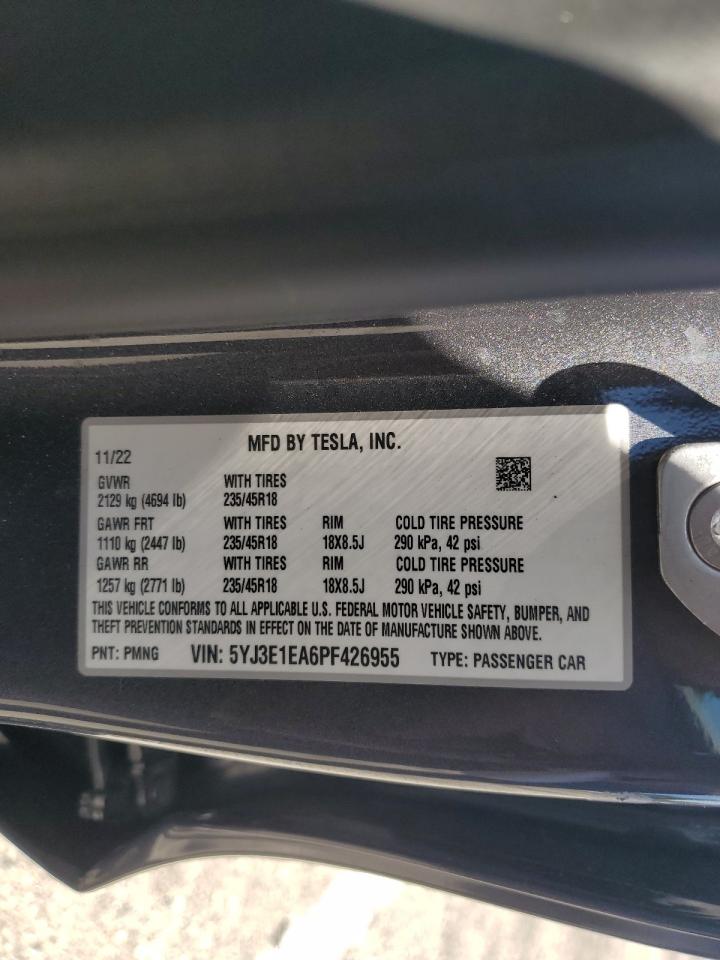 MFD BY TESLA, INC.
11/22
GVWR WITH TIRES
2129 kg (4694 lb) 235/45R18
GAWR FRT WITH TIRES RIM COLD TIRE PRESSURE
1110 kg (2447 lb) 235/45R18 18X8.5J 290 kPa, 42 psi
GAWR RR WITH TIRES RIM COLD TIRE PRESSURE
1257 kg (2771 lb) 235/45R18 18X8.5J 290 kPa, 42 psi
THIS VEHICLE CONFORMS TO ALL APPLICABLE U.S. FEDERAL MOTOR VEHICLE SAFETY, BUMPER, AND
THEFT PREVENTION STANDARDS IN EFFECT ON THE DATE OF MANUFACTURE SHOWN ABOVE.
PNT: PMNG VIN: 5YJ3E1EA6PF426955 TYPE: PASSENGER CAR